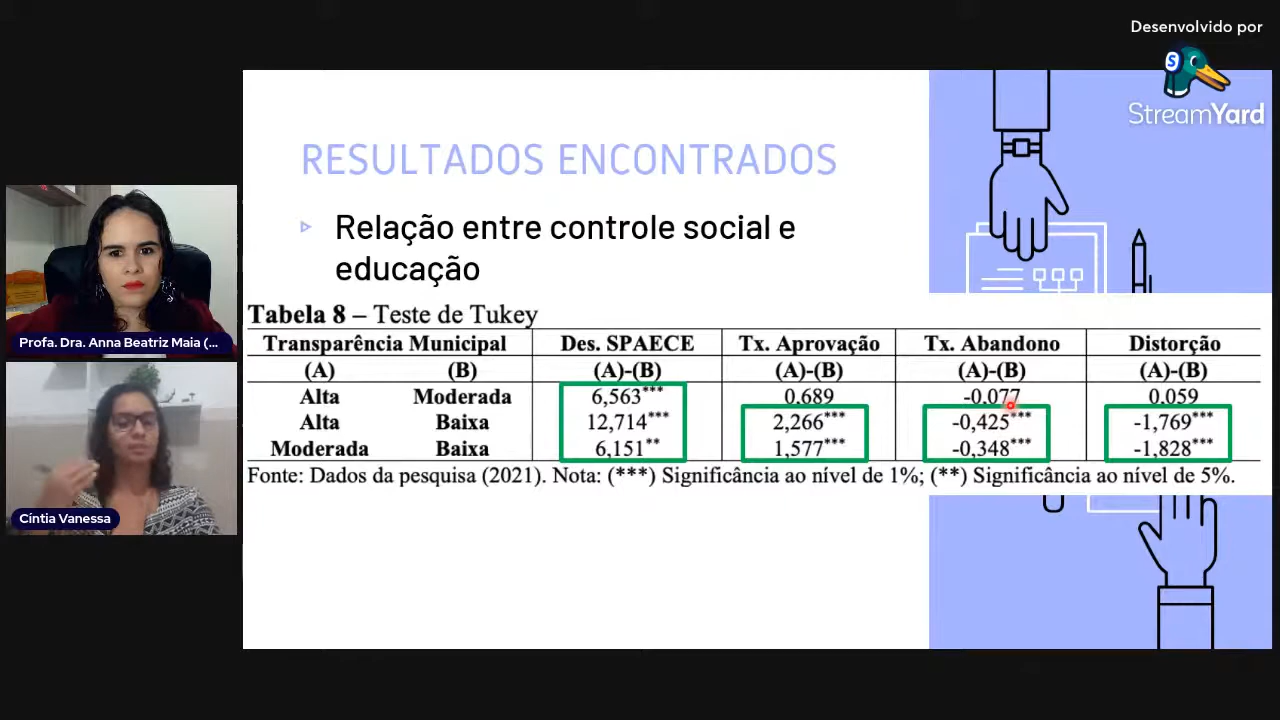 Desenvolvido por
StreamYard
RESULTADOS ENCONTRADOS
Relação entre controle social e
educação
Tabela 8 – Teste de Tukey
Transparência Municipal Des. SPAECE Tx. Aprovação Tx. Abandono Distorção
(A) (B) (A)-(B) (A)-(B) (A)-(B) (A)-(B)
Alta Moderada 6,563*** 0,689 -0,077 0,059
Alta Baixa 12,714*** 2,266*** -0,425*** -1,769***
Moderada Baixa 6,151** 1,577*** -0,348*** -1,828***
Fonte: Dados da pesquisa (2021). Nota: (***) Significância ao nível de 1%; (**) Significância ao nível de 5%.
Profa. Dra. Anna Beatriz Maia (...
Cíntia Vanessa